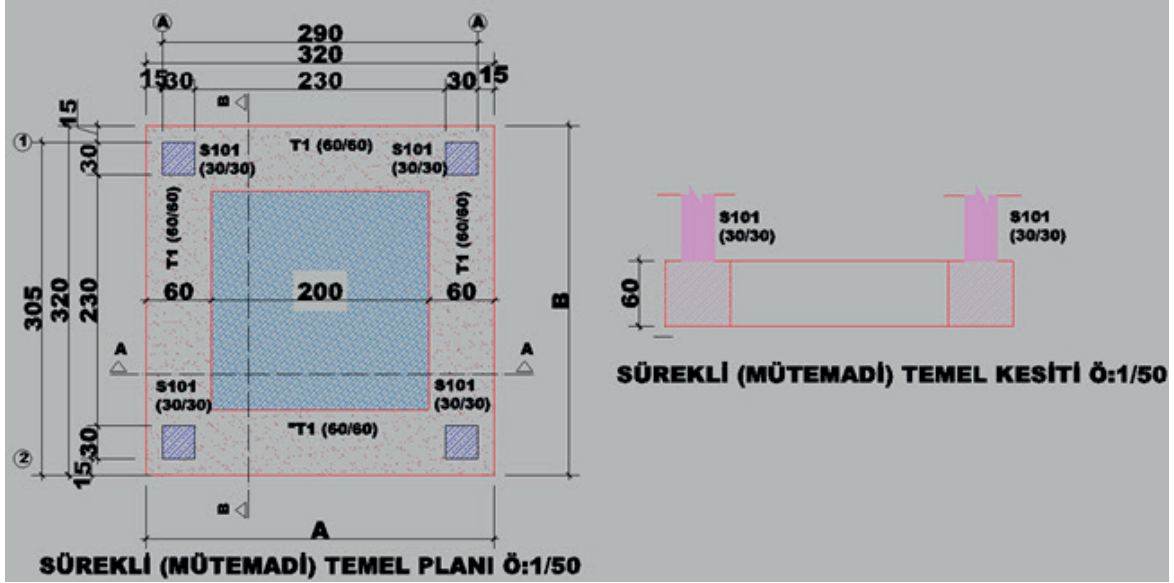 A A
290
320
15 30 230 30 15
B
15
1
S101 T1 (60/60) S101
(30/30) (30/30)
30
T1 (60/60) T1 (60/60)
60 200 60
305 320 230 B
A A
S101 S101
(30/30) (30/30)
"T1 (60/60)
30
2
15
B
A
SÜREKLİ (MÜTEMADİ) TEMEL PLANI Ö:1/50
S101 S101
(30/30) (30/30)
60
SÜREKLİ (MÜTEMADİ) TEMEL KESİTİ Ö:1/50